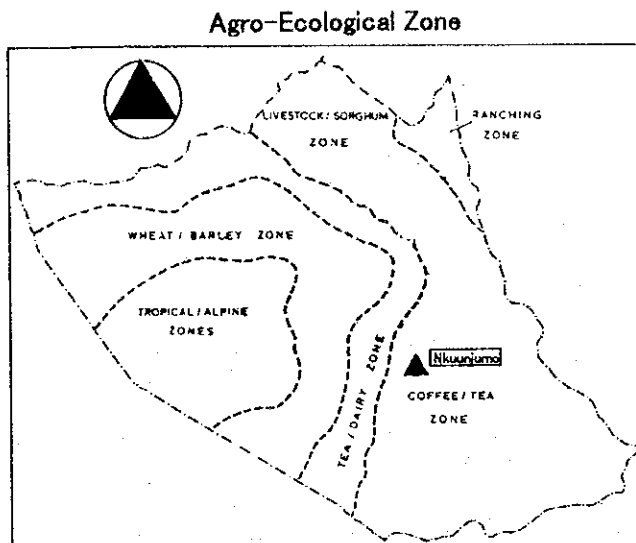 Agro-Ecological Zone
LIVESTOCK / SORGHUM
ZONE
RANCHING
ZONE
WHEAT / BARLEY ZONE
TROPICAL / ALPINE
ZONES
TEA / DAIRY ZONE
Nkuunjumo
COFFEE / TEA
ZONE